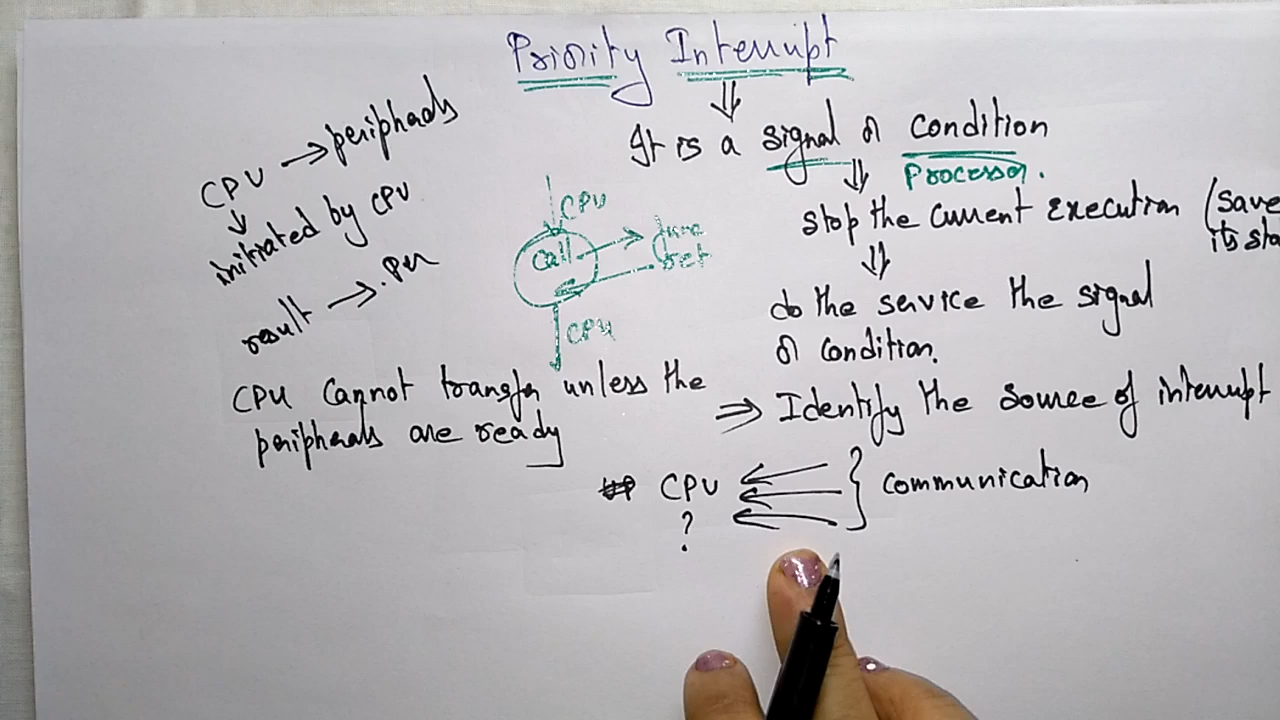 Priority Interrupt
⇓
It is a signal or condition
⇓ Processor.
stop the current Execution (save
its sta
⇓
do the service the signal
or condition.
⇒ Identify the source of interrupt
CPU → peripherals
↓
initiated by CPU
result → per
CPU
call →
ret
CPU
CPU Cannot transfer unless the
peripherals are ready
CPU ← } communication
?